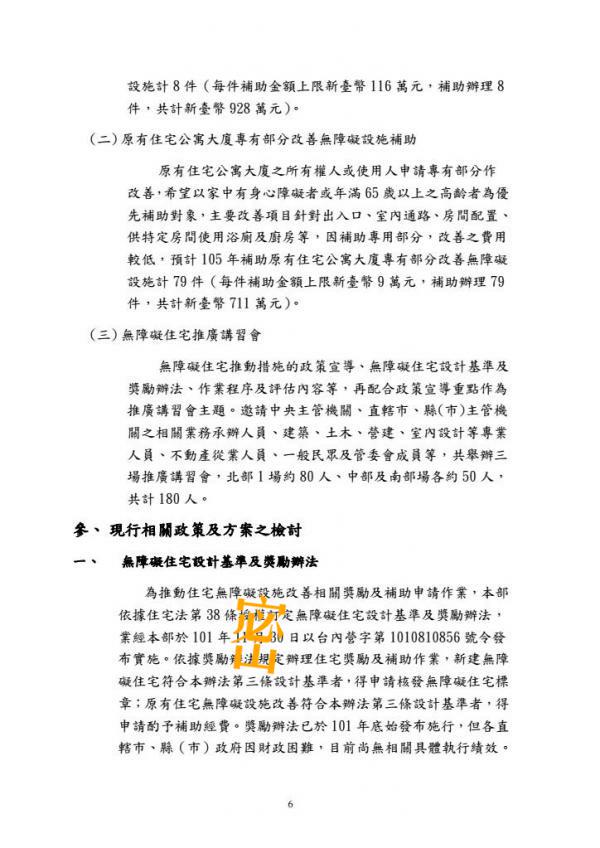 設施計 8 件（每件補助金額上限新臺幣 116 萬元，補助辦理 8
件，共計新臺幣 928 萬元）。
（二）原有住宅公寓大廈專有部分改善無障礙設施補助
原有住宅公寓大廈之所有權人或使用人申請專有部分作
改善，希望以家中有身心障礙者或年滿 65 歲以上之高齡者為優
先補助對象，主要改善項目針對出入口、室內通路、房間配置、
供特定房間使用浴廁及廚房等，因補助專用部分，改善之費用
較低，預計 105 年補助原有住宅公寓大廈專有部分改善無障礙
設施計 79 件（每件補助金額上限新臺幣 9 萬元，補助辦理 79
件，共計新臺幣 711 萬元）。
（三）無障礙住宅推廣講習會
無障礙住宅推動措施的政策宣導、無障礙住宅設計基準及
獎勵辦法、作業程序及評估內容等，再配合政策宣導重點作為
推廣講習會主題。邀請中央主管機關、直轄市、縣(市)主管機
關之相關業務承辦人員、建築、土木、營建、室內設計等專業
人員、不動產從業人員、一般民眾及管委會成員等，共舉辦三
場推廣講習會，北部 1 場約 80 人、中部及南部場各約 50 人，
共計 180 人。
參、 現行相關政策及方案之檢討
一、 無障礙住宅設計基準及獎勵辦法
為推動住宅無障礙設施改善相關獎勵及補助申請作業，本部
依據住宅法第 38 條授權訂定無障礙住宅設計基準及獎勵辦法，
業經本部於 101 年 11 月 30 日以台內營字第 1010810856 號令發
布實施。依據獎勵辦法規定辦理住宅獎勵及補助作業，新建無障
礙住宅符合本辦法第三條設計基準者，得申請核發無障礙住宅標
章；原有住宅無障礙設施改善符合本辦法第三條設計基準者，得
申請酌予補助經費。獎勵辦法已於 101 年底始發布施行，但各直
轄市、縣（市）政府因財政困難，目前尚無相關具體執行績效。
密
6